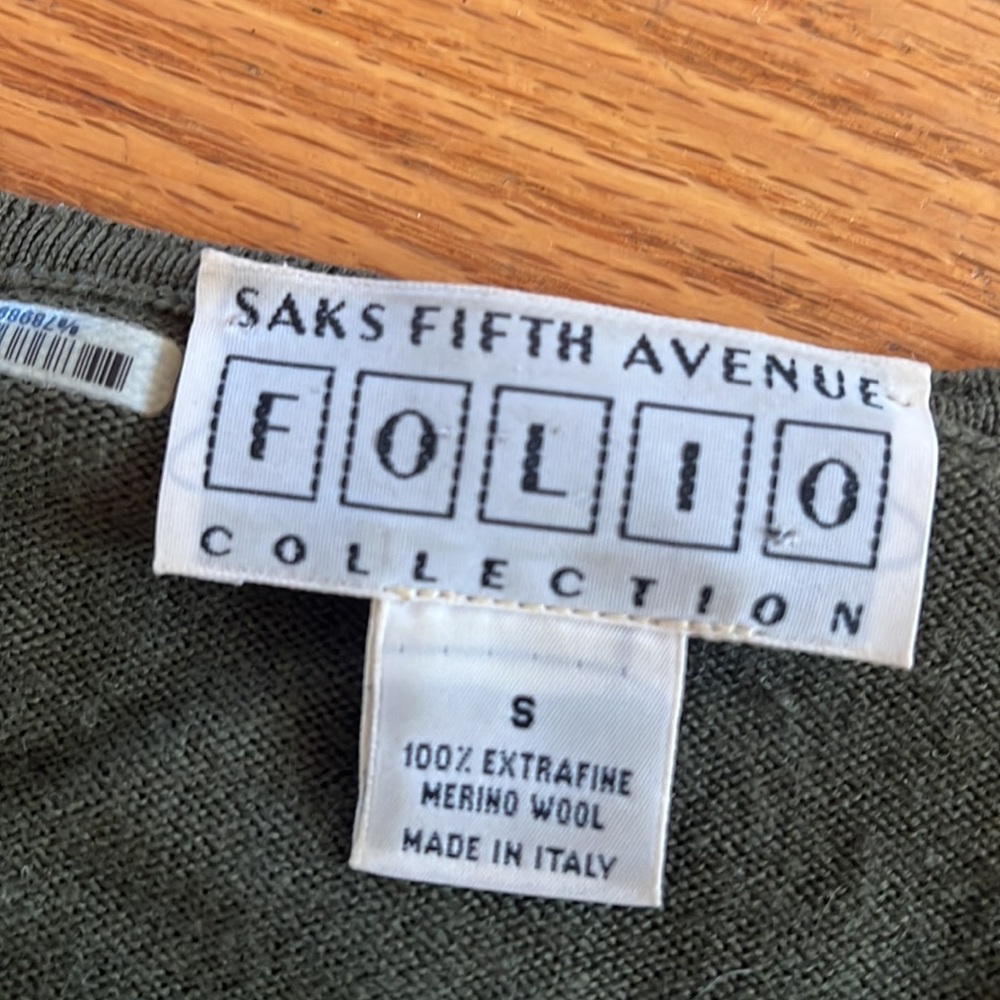 SAKS FIFTH AVENUE
FOLIO
COLLECTION
S
100% EXTRAFINE
MERINO WOOL
MADE IN ITALY